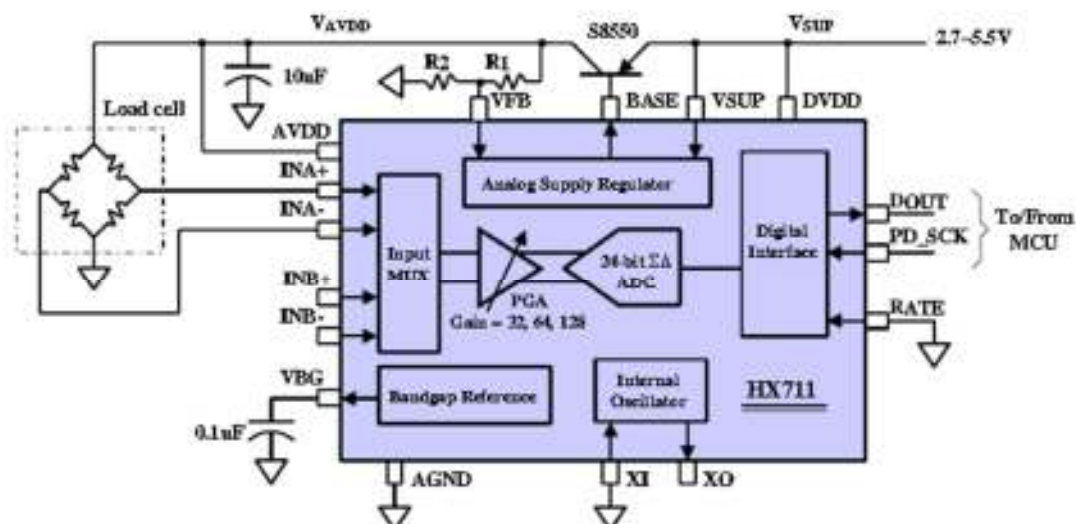 VAVDD
S8550
VSUP
2.7–5.5V
R2
R1
10uF
VFB
BASE
VSUP
DVDD
Load cell
AVDD
INA+
INA-
INB+
INB-
VBG
0.1uF
Analog Supply Regulator
Input
MUX
PGA
Gain = 32, 64, 128
24-bit ΣΔ
ADC
Digital
Interface
DOUT
PD_SCK
To/From
MCU
RATE
Bandgap Reference
Internal
Oscillator
HX711
AGND
XI
XO